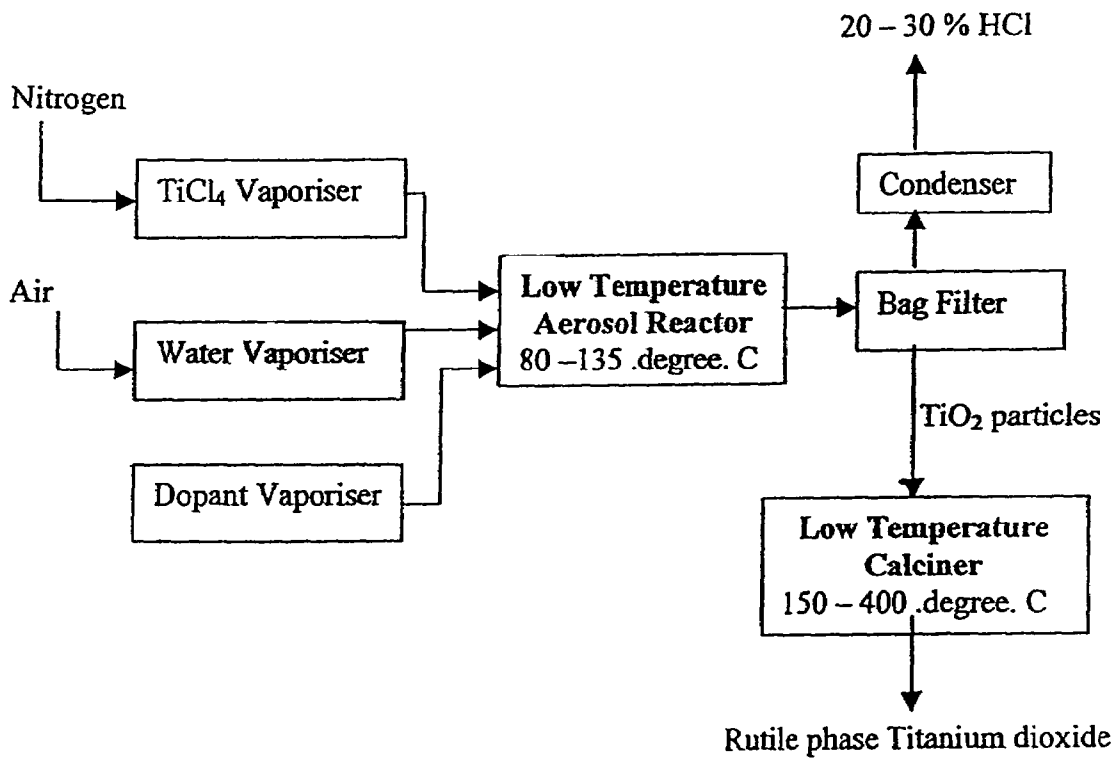 20 – 30 % HCl
Nitrogen
TiCl₄ Vaporiser
Condenser
Air
Low Temperature
Aerosol Reactor
80 –135 .degree. C
Bag Filter
Water Vaporiser
TiO₂ particles
Dopant Vaporiser
Low Temperature
Calciner
150 – 400 .degree. C
Rutile phase Titanium dioxide